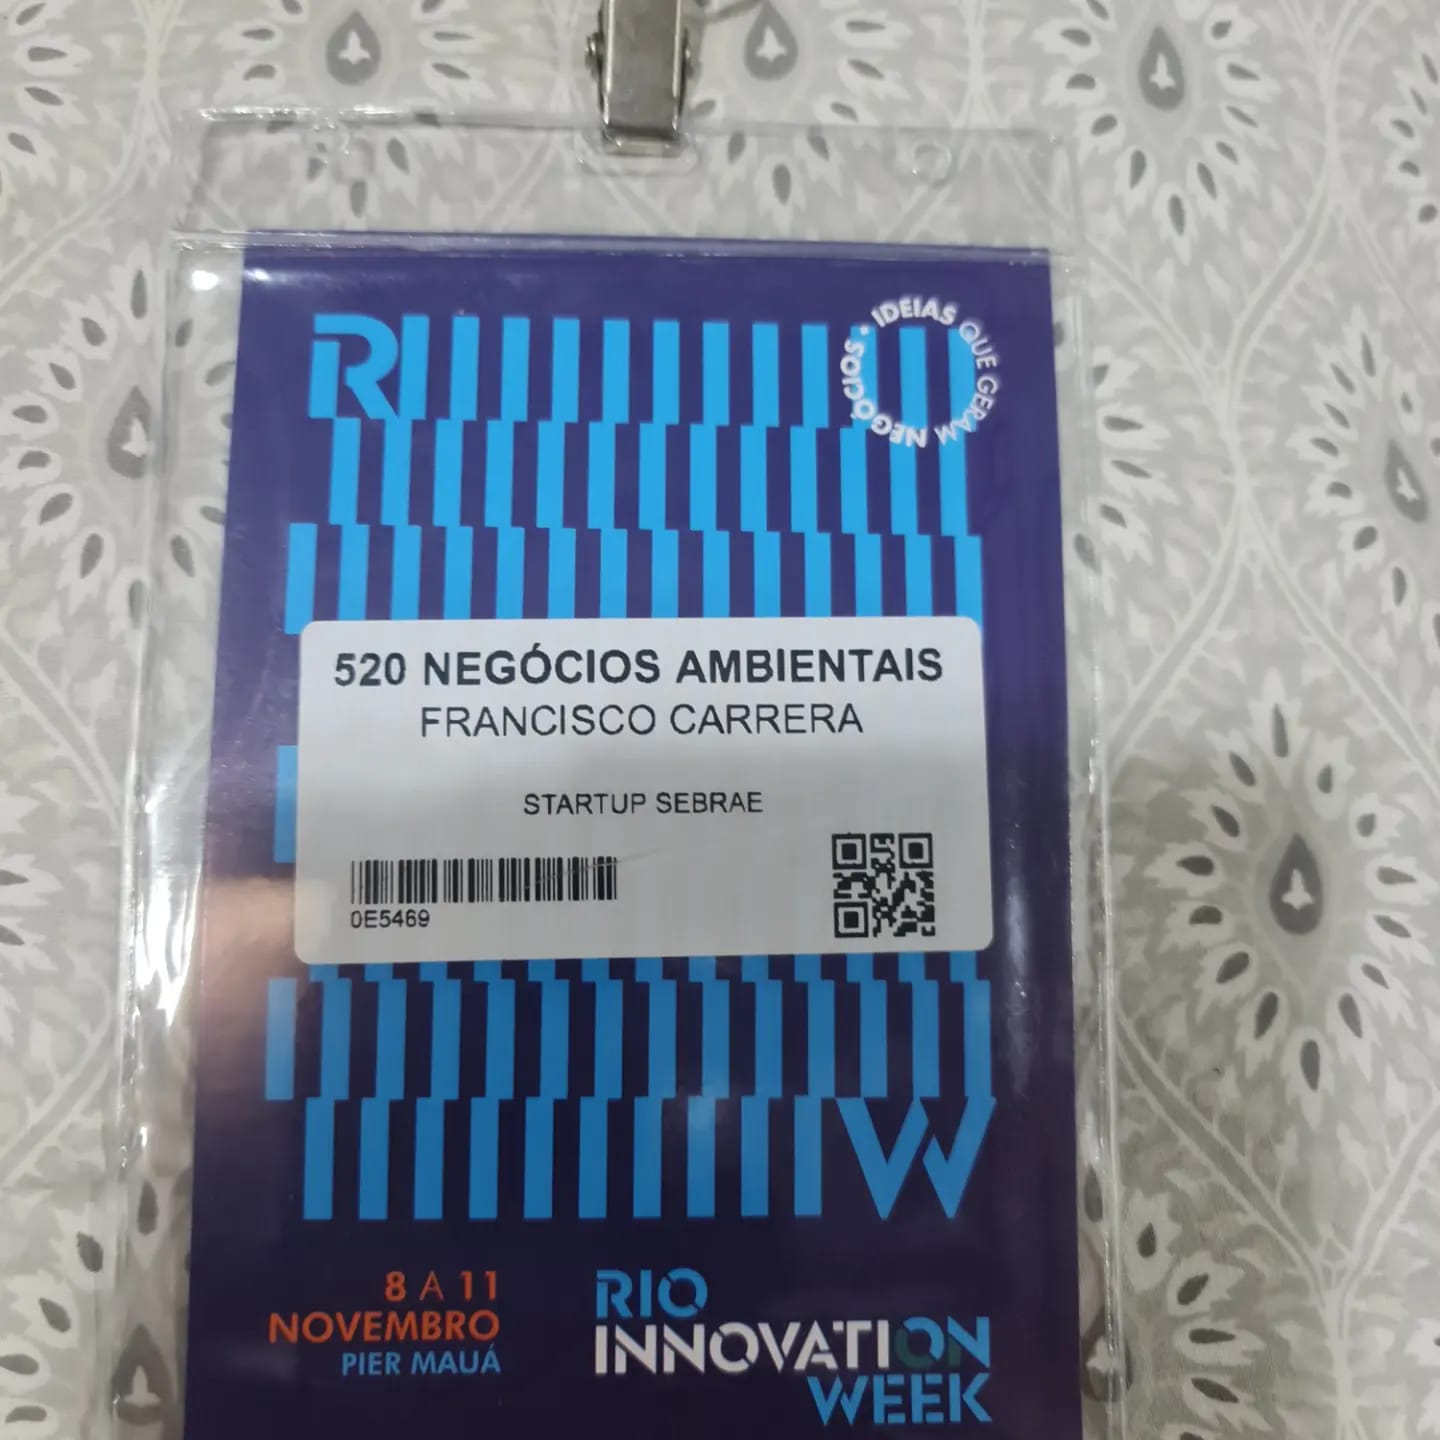 R
IDEIAS QUE GERAM NEGÓCIOS •
520 NEGÓCIOS AMBIENTAIS
FRANCISCO CARRERA
STARTUP SEBRAE
0E5469
W
8 A 11
NOVEMBRO
PIER MAUÁ
RIO
INNOVATION
WEEK